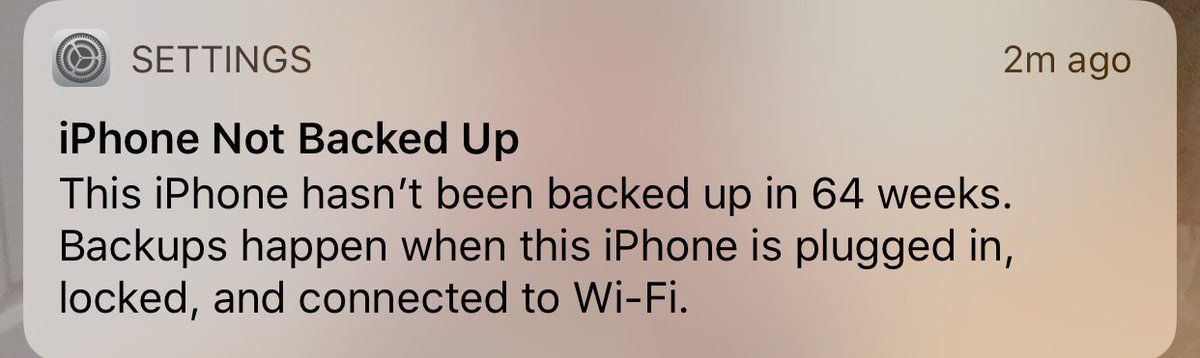 SETTINGS 2m ago
iPhone Not Backed Up
This iPhone hasn’t been backed up in 64 weeks.
Backups happen when this iPhone is plugged in,
locked, and connected to Wi-Fi.